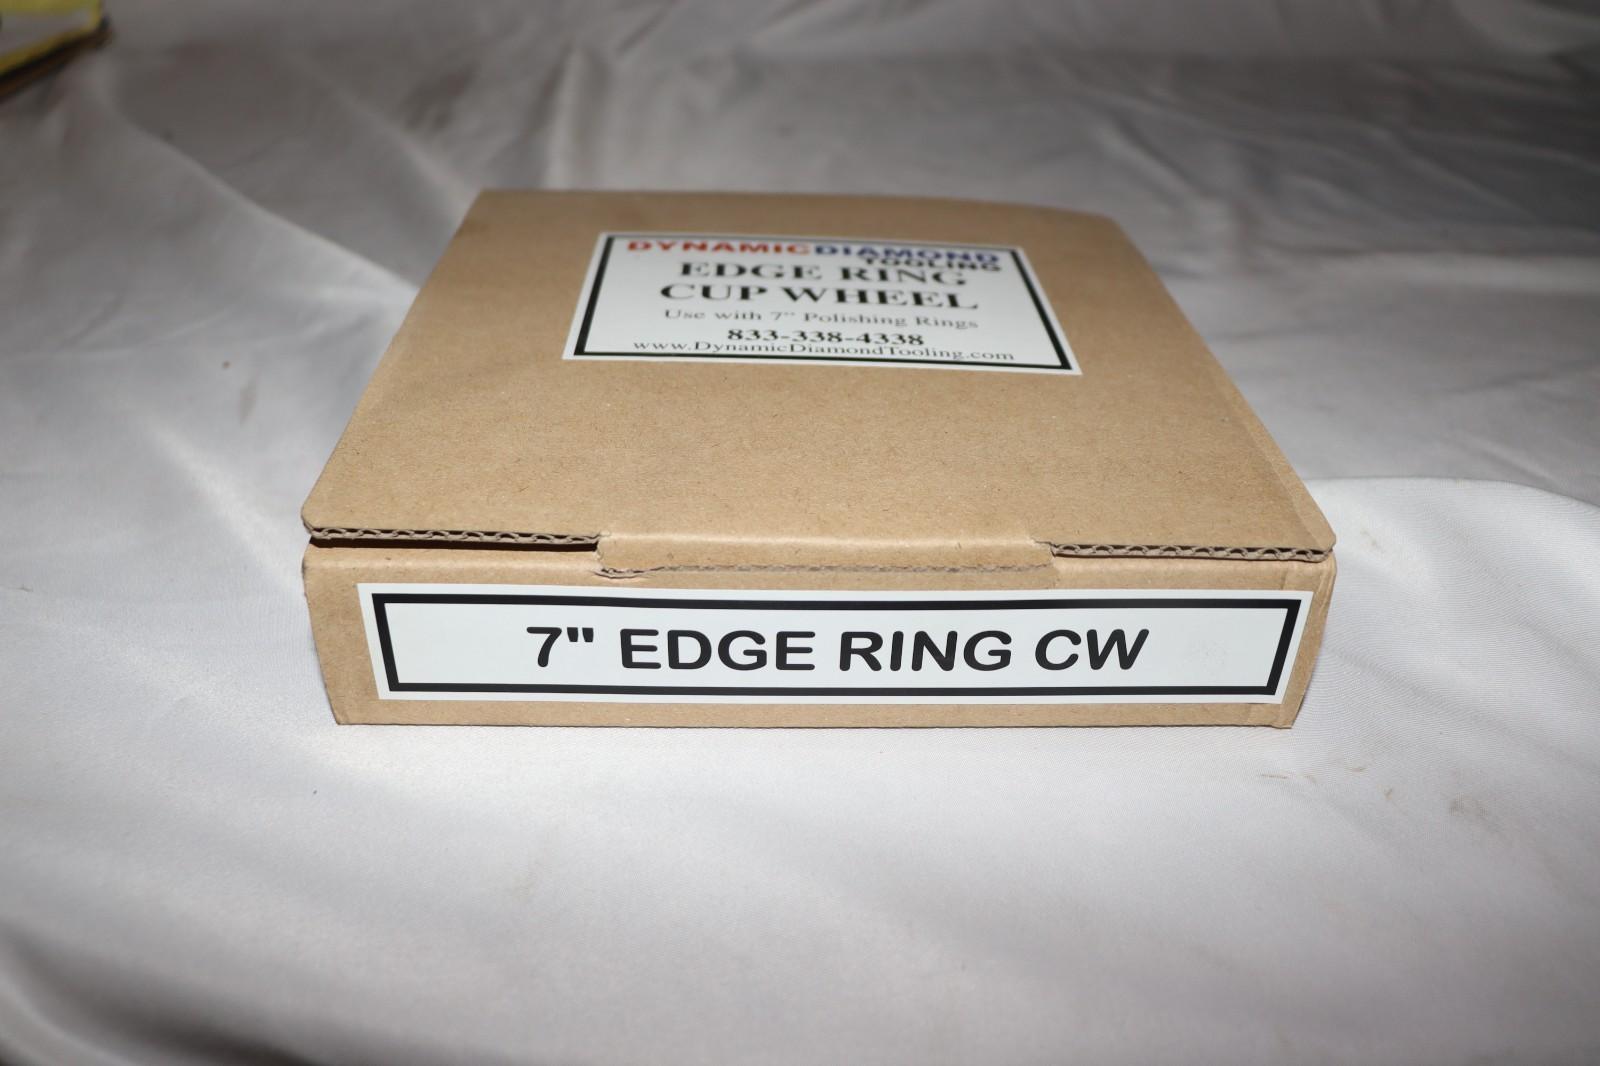 DYNAMICDIAMOND
TOOLING
EDGE RING
CUP WHEEL
Use with 7" Polishing Rings
833-338-4338
www.DynamicDiamondTooling.com
7" EDGE RING CW